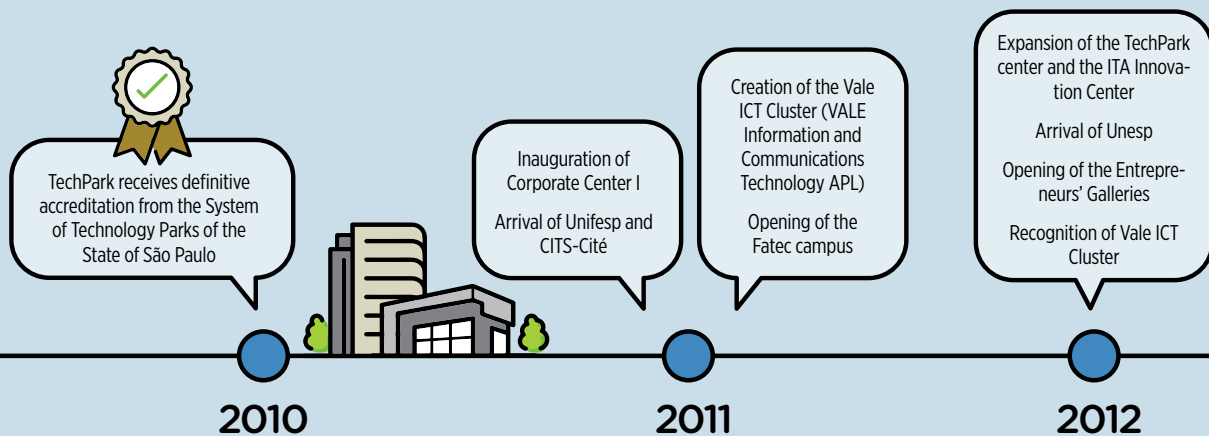 TechPark receives definitive
accreditation from the System
of Technology Parks of the
State of São Paulo
2010
Inauguration of
Corporate Center I
Arrival of Unifesp and
CITS-Cité
Creation of the Vale
ICT Cluster (VALE
Information and
Communications
Technology APL)
Opening of the
Fatec campus
2011
Expansion of the TechPark
center and the ITA Innova-
tion Center
Arrival of Unesp
Opening of the Entrepre-
neurs’ Galleries
Recognition of Vale ICT
Cluster
2012